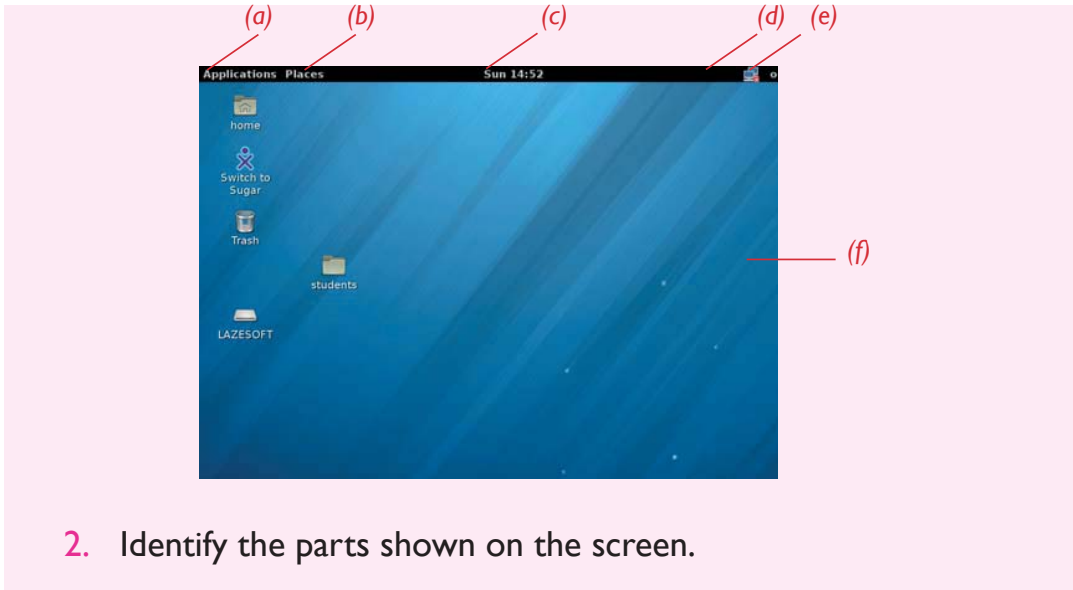 (a) (b) (c) (d) (e)
Applications Places Sun 14:52 o
home
Switch to
Sugar
Trash
students
(f)
LAZESOFT
2. Identify the parts shown on the screen.